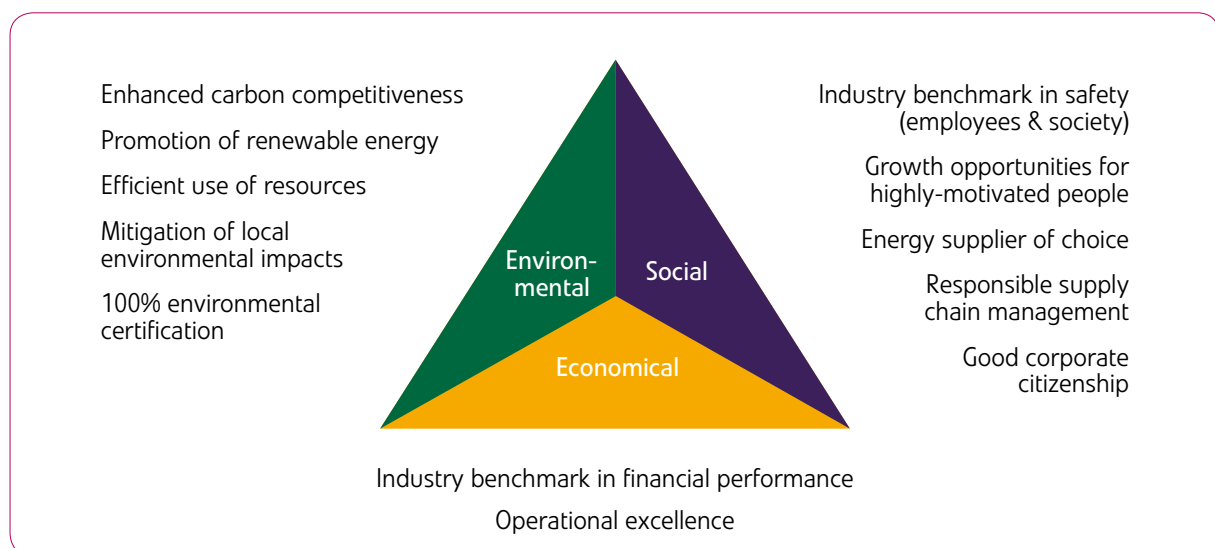 Enhanced carbon competitiveness
Promotion of renewable energy
Efficient use of resources
Mitigation of local
environmental impacts
100% environmental
certification
Environ-
mental
Social
Economical
Industry benchmark in safety
(employees & society)
Growth opportunities for
highly-motivated people
Energy supplier of choice
Responsible supply
chain management
Good corporate
citizenship
Industry benchmark in financial performance
Operational excellence